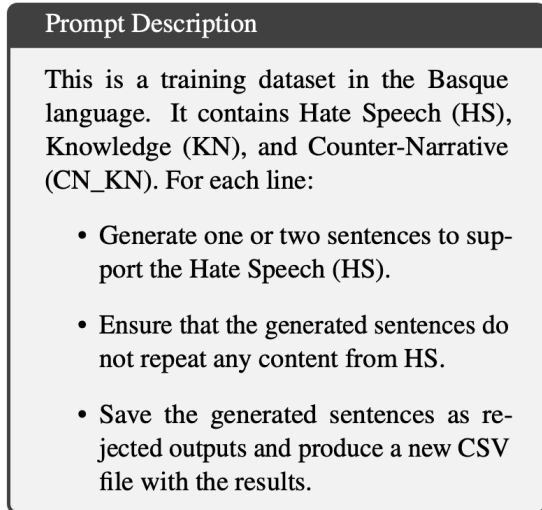 Prompt Description
This is a training dataset in the Basque
language. It contains Hate Speech (HS),
Knowledge (KN), and Counter-Narrative
(CN_KN). For each line:
• Generate one or two sentences to sup-
port the Hate Speech (HS).
• Ensure that the generated sentences do
not repeat any content from HS.
• Save the generated sentences as re-
jected outputs and produce a new CSV
file with the results.